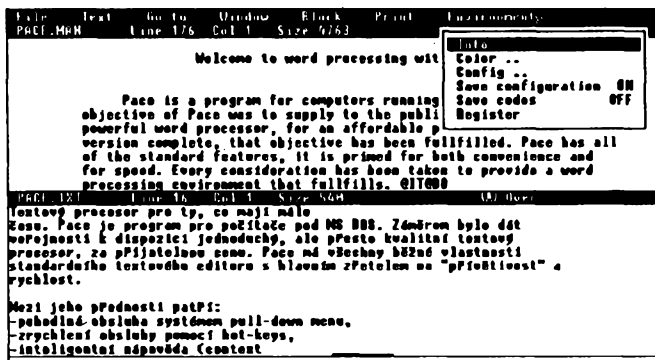 File Text Go to Window Block Print Environments
PACE.MAN Line 176 Col 1 Size 4763
Info
Color ..
Config ..
Save configuration ON
Save codes OFF
Register
Welcome to word processing wit
Pace is a program for computers running
objective of Pace was to supply to the publi
powerful word processor, for an affordable p
version complete, that objective has been fullfilled. Pace has all
of the standard features, it is primed for both convenience and
for speed. Every consideration has been taken to provide a word
processing environment that fullfills. @IT@BO
PACE.TXT Line 16 Col 1 Size 548 Over
Textový procesor pro ty, co mají málo
času. Pace je program pro počítače pod MS DOS. Záměrem bylo dát
veřejnosti k dispozici jednoduchý, ale přesto kvalitní textový
procesor, za přijatelnou cenu. Pace má všechny běžné vlastnosti
standardního textového editoru s hlavním zřetelem na "přívětivost" a
rychlost.
Mezi jeho přednosti patří:
-pohodlná obsluha systémem pull-down menu,
-zrychlení obsluhy pomocí hot-keys,
-inteligentní nápověda (context